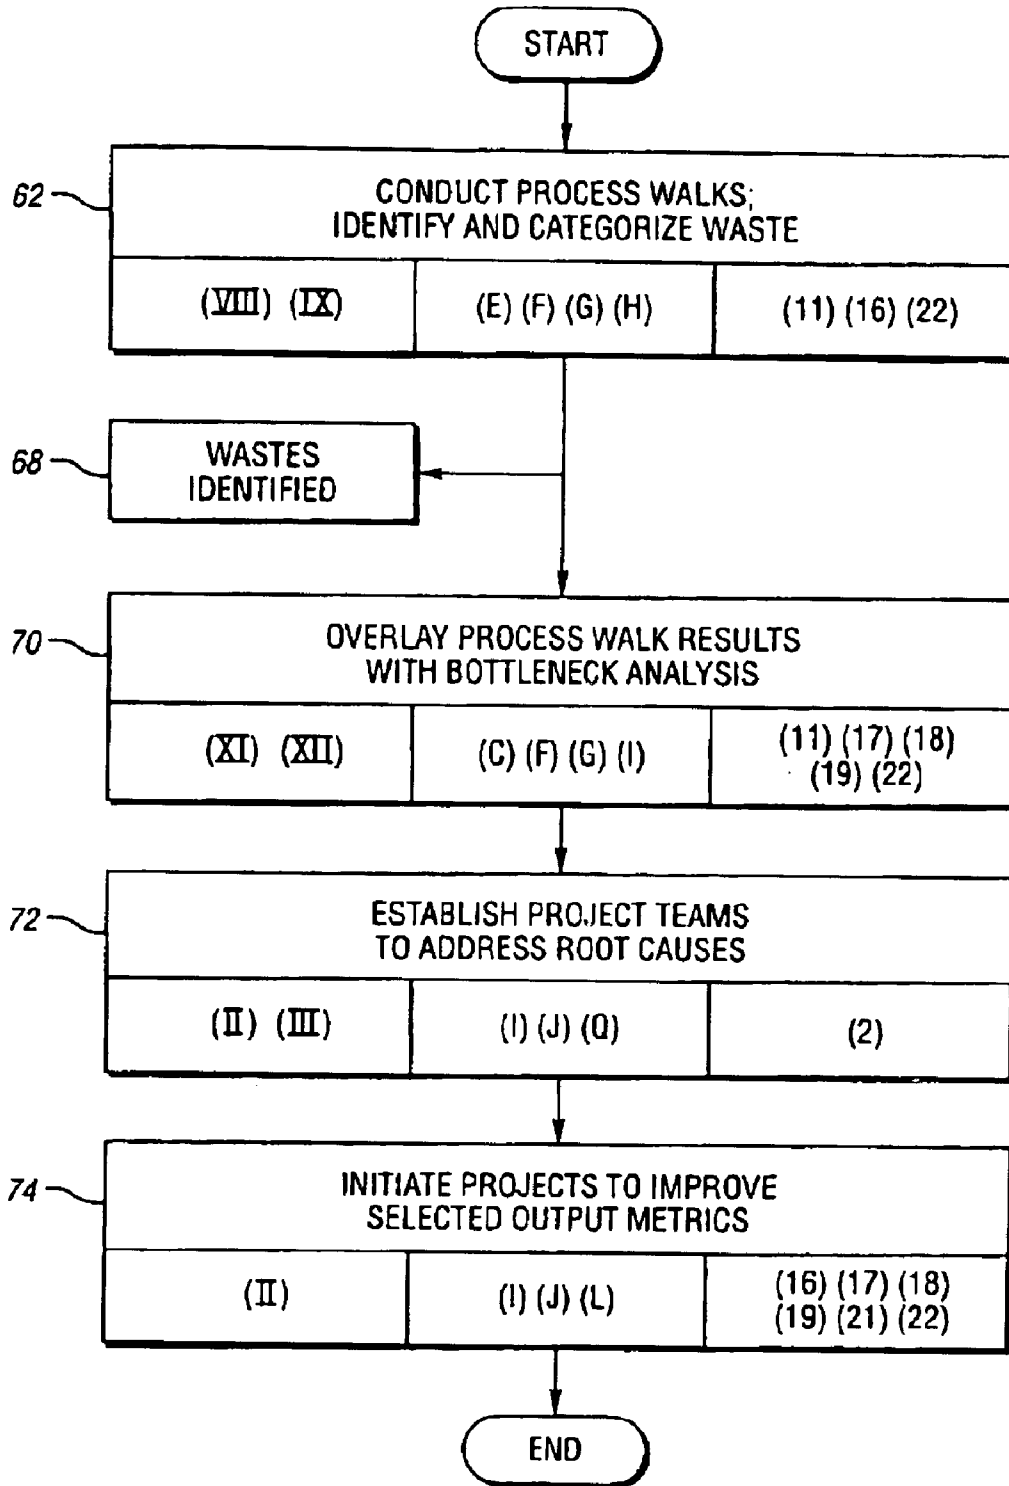 START
62
CONDUCT PROCESS WALKS;
IDENTIFY AND CATEGORIZE WASTE
(VIII) (IX)
(E) (F) (G) (H)
(11) (16) (22)
68
WASTES
IDENTIFIED
70
OVERLAY PROCESS WALK RESULTS
WITH BOTTLENECK ANALYSIS
(XI) (XII)
(C) (F) (G) (I)
(11) (17) (18)
(19) (22)
72
ESTABLISH PROJECT TEAMS
TO ADDRESS ROOT CAUSES
(II) (III)
(I) (J) (Q)
(2)
74
INITIATE PROJECTS TO IMPROVE
SELECTED OUTPUT METRICS
(II)
(I) (J) (L)
(16) (17) (18)
(19) (21) (22)
END